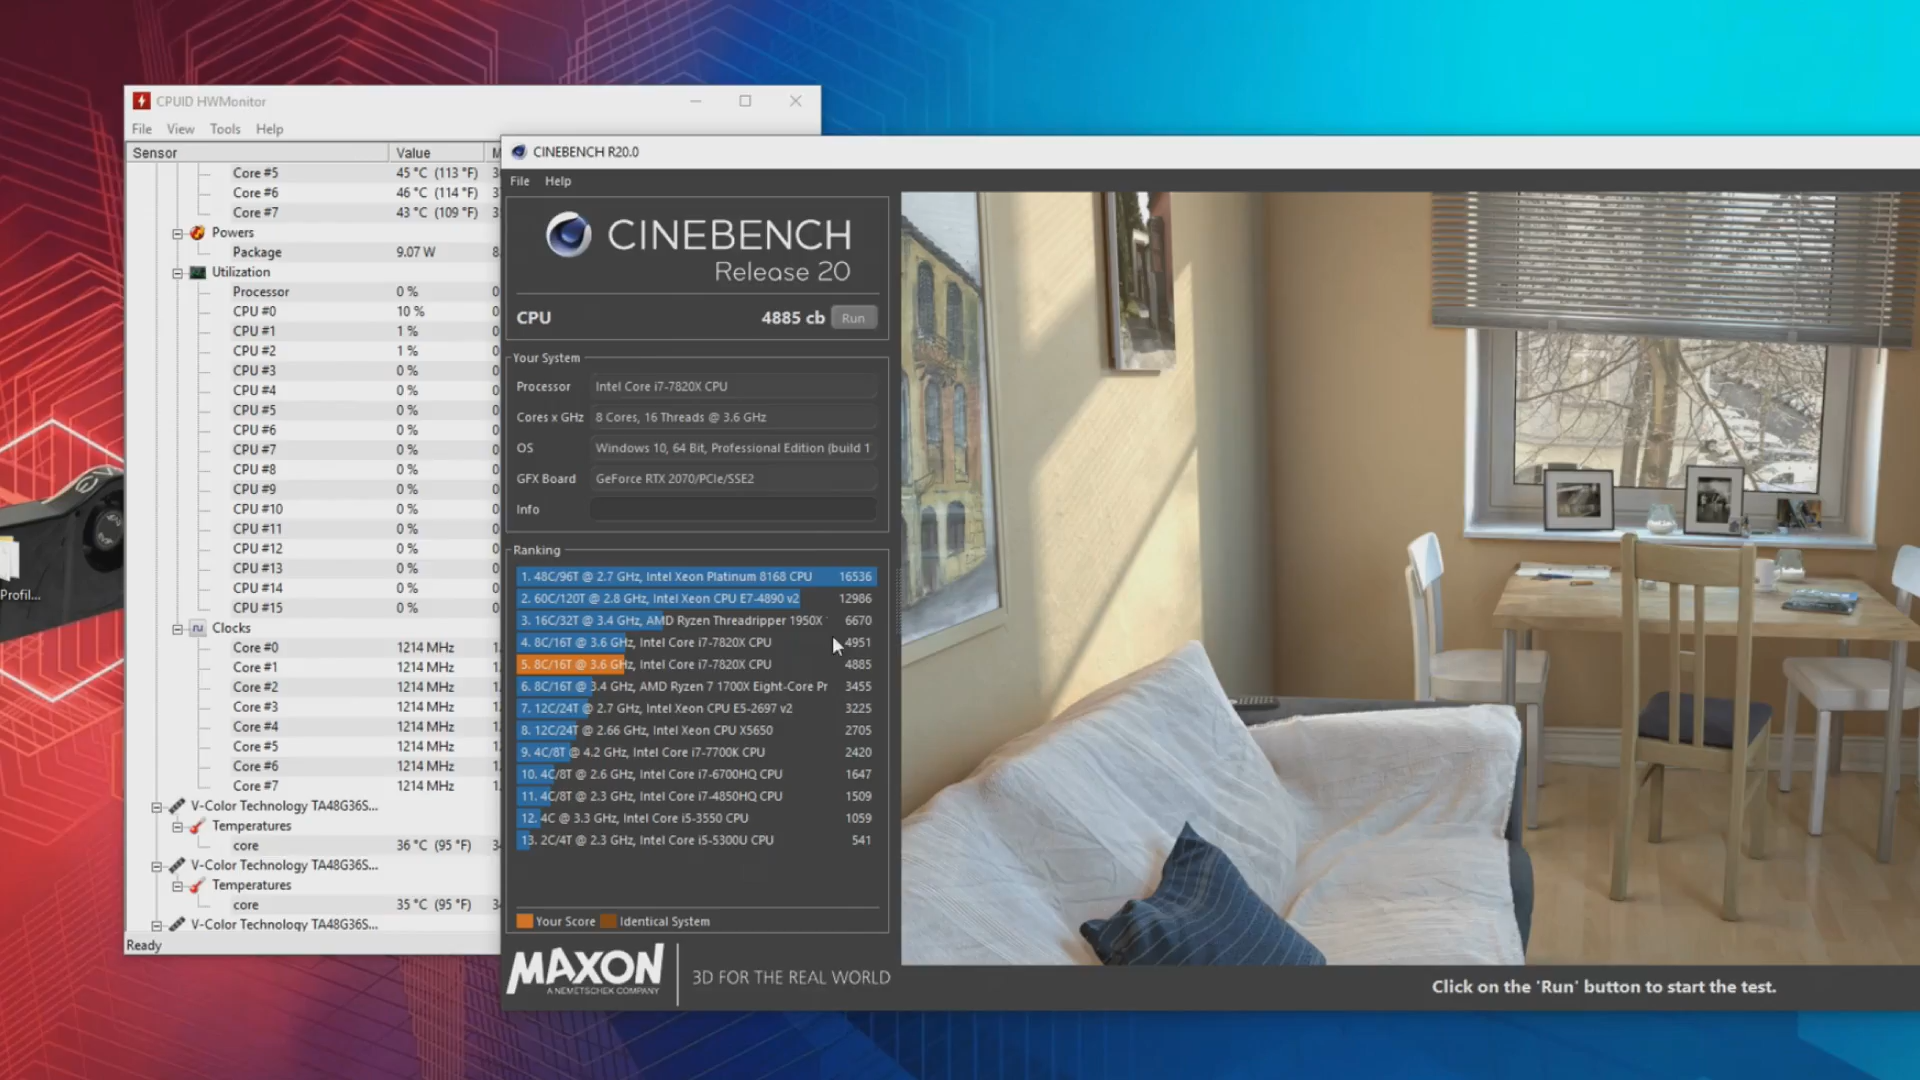 CPUID HWMonitor
File View Tools Help
Sensor Value
Core #5 45 °C (113 °F)
Core #6 46 °C (114 °F)
Core #7 43 °C (109 °F)
Powers
Package 9.07 W
Utilization
Processor 0 %
CPU #0 10 %
CPU #1 1 %
CPU #2 1 %
CPU #3 0 %
CPU #4 0 %
CPU #5 0 %
CPU #6 0 %
CPU #7 0 %
CPU #8 0 %
CPU #9 0 %
CPU #10 0 %
CPU #11 0 %
CPU #12 0 %
CPU #13 0 %
CPU #14 0 %
CPU #15 0 %
Clocks
Core #0 1214 MHz
Core #1 1214 MHz
Core #2 1214 MHz
Core #3 1214 MHz
Core #4 1214 MHz
Core #5 1214 MHz
Core #6 1214 MHz
Core #7 1214 MHz
V-Color Technology TA48G36S...
Temperatures
core 36 °C (95 °F)
V-Color Technology TA48G36S...
Temperatures
core 35 °C (95 °F)
V-Color Technology TA48G36S...
Ready
Profil...
CINEBENCH R20.0
File Help
CINEBENCH
Release 20
CPU 4885 cb Run
Your System
Processor Intel Core i7-7820X CPU
Cores x GHz 8 Cores, 16 Threads @ 3.6 GHz
OS Windows 10, 64 Bit, Professional Edition (build 1
GFX Board GeForce RTX 2070/PCIe/SSE2
Info
Ranking
1. 48C/96T @ 2.7 GHz, Intel Xeon Platinum 8168 CPU 16536
2. 60C/120T @ 2.8 GHz, Intel Xeon CPU E7-4890 v2 12986
3. 16C/32T @ 3.4 GHz, AMD Ryzen Threadripper 1950X 6670
4. 8C/16T @ 3.6 GHz, Intel Core i7-7820X CPU 4951
5. 8C/16T @ 3.6 GHz, Intel Core i7-7820X CPU 4885
6. 8C/16T @ 3.4 GHz, AMD Ryzen 7 1700X Eight-Core Pr 3455
7. 12C/24T @ 2.7 GHz, Intel Xeon CPU E5-2697 v2 3225
8. 12C/24T @ 2.66 GHz, Intel Xeon CPU X5650 2705
9. 4C/8T @ 4.2 GHz, Intel Core i7-7700K CPU 2420
10. 4C/8T @ 2.6 GHz, Intel Core i7-6700HQ CPU 1647
11. 4C/8T @ 2.3 GHz, Intel Core i7-4850HQ CPU 1509
12. 4C @ 3.3 GHz, Intel Core i5-3550 CPU 1059
13. 2C/4T @ 2.3 GHz, Intel Core i5-5300U CPU 541
Your Score Identical System
MAXON
A NEMETSCHEK COMPANY
3D FOR THE REAL WORLD
Click on the 'Run' button to start the test.